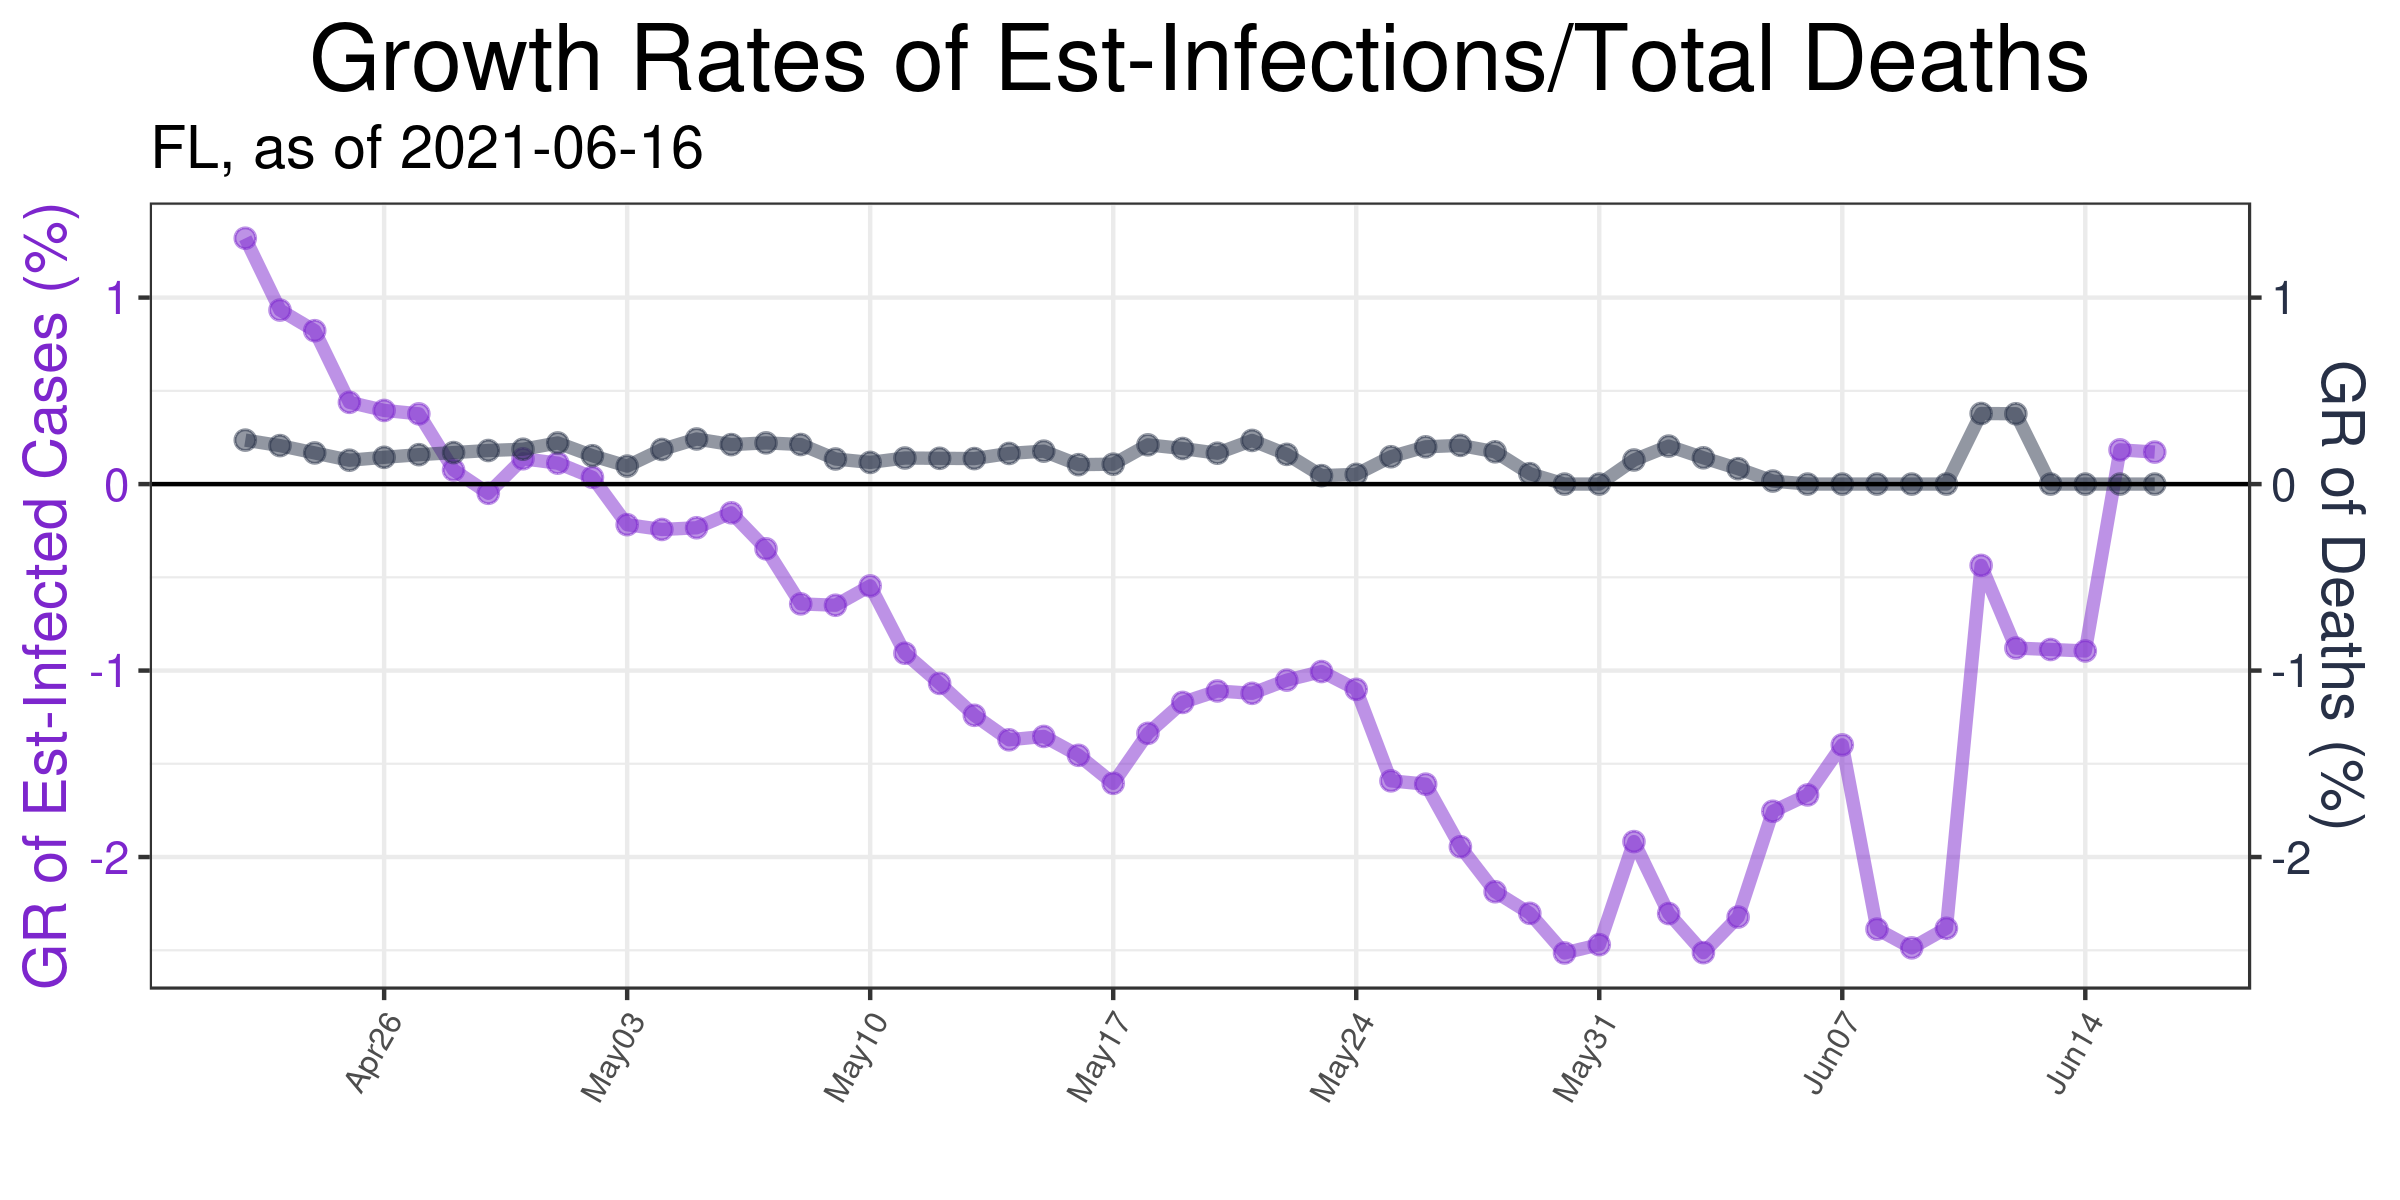 Growth Rates of Est-Infections/Total Deaths
FL, as of 2021-06-16
GR of Est-Infected Cases (%)
1
0
-1
-2
1
0
-1
-2
GR of Deaths (%)
Apr26
May03
May10
May17
May24
May31
Jun07
Jun14